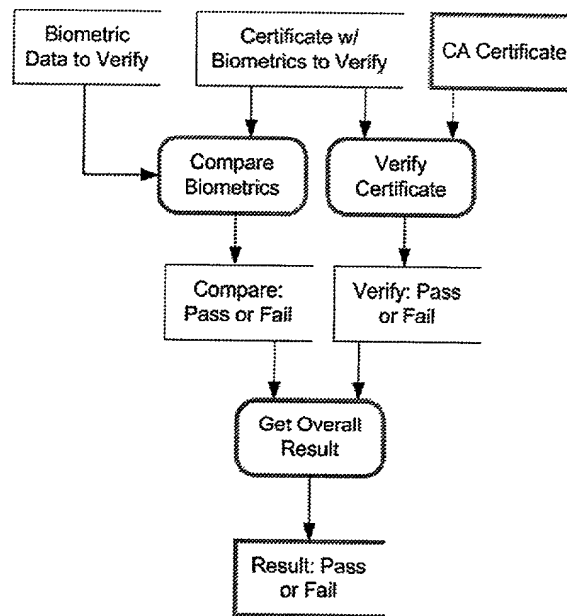 Biometric
Data to Verify
Certificate w/
Biometrics to Verify
CA Certificate
Compare
Biometrics
Verify
Certificate
Compare:
Pass or Fail
Verify: Pass
or Fail
Get Overall
Result
Result: Pass
or Fail